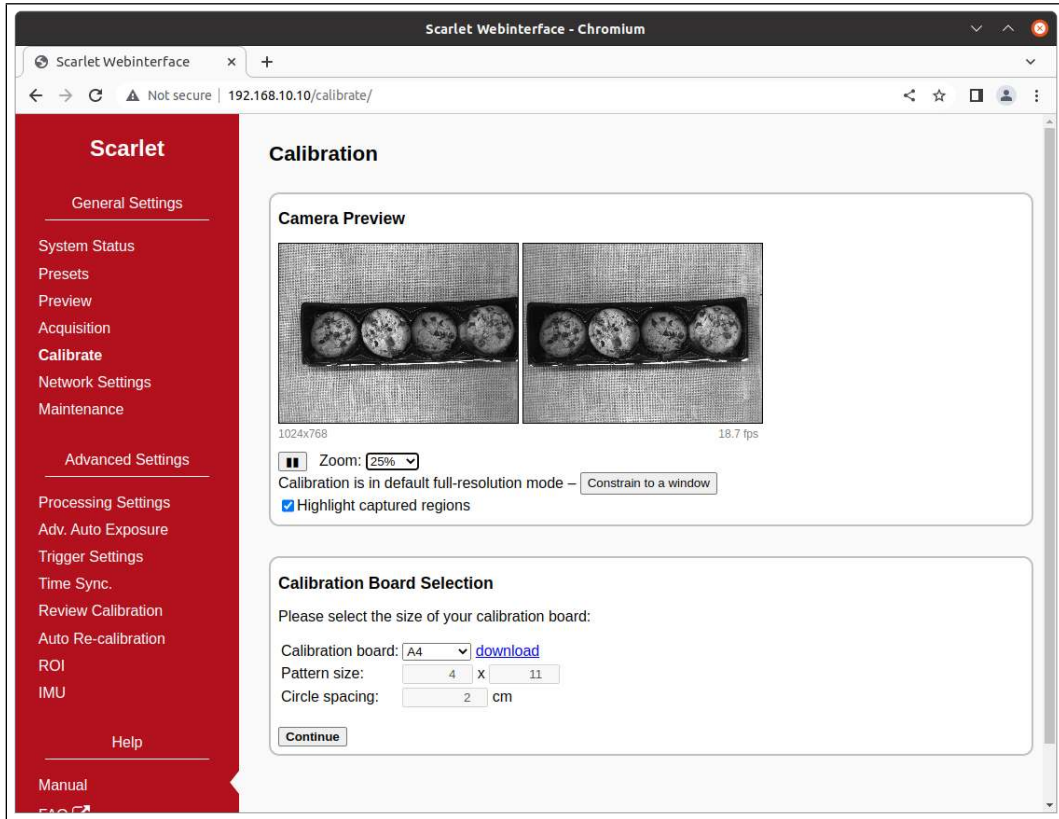 Scarlet Webinterface - Chromium
Scarlet Webinterface
Not secure | 192.168.10.10/calibrate/
Scarlet
General Settings
System Status
Presets
Preview
Acquisition
Calibrate
Network Settings
Maintenance
Advanced Settings
Processing Settings
Adv. Auto Exposure
Trigger Settings
Time Sync.
Review Calibration
Auto Re-calibration
ROI
IMU
Help
Manual
FAQ
Calibration
Camera Preview
1024x768 18.7 fps
Zoom: 25%
Calibration is in default full-resolution mode – Constrain to a window
Highlight captured regions
Calibration Board Selection
Please select the size of your calibration board:
Calibration board: A4 download
Pattern size: 4 x 11
Circle spacing: 2 cm
Continue